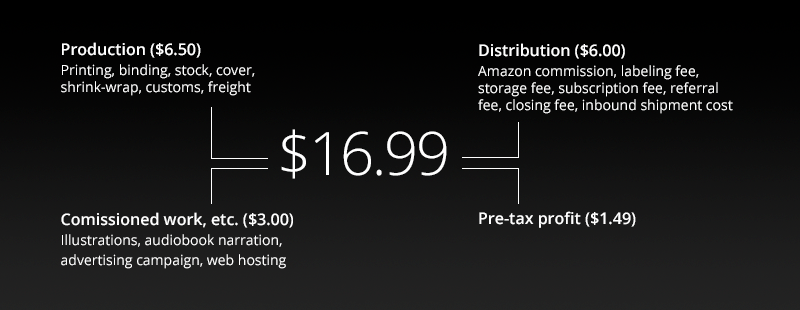 Production ($6.50)
Printing, binding, stock, cover,
shrink-wrap, customs, freight
Distribution ($6.00)
Amazon commission, labeling fee,
storage fee, subscription fee, referral
fee, closing fee, inbound shipment cost
$16.99
Comissioned work, etc. ($3.00)
Illustrations, audiobook narration,
advertising campaign, web hosting
Pre-tax profit ($1.49)